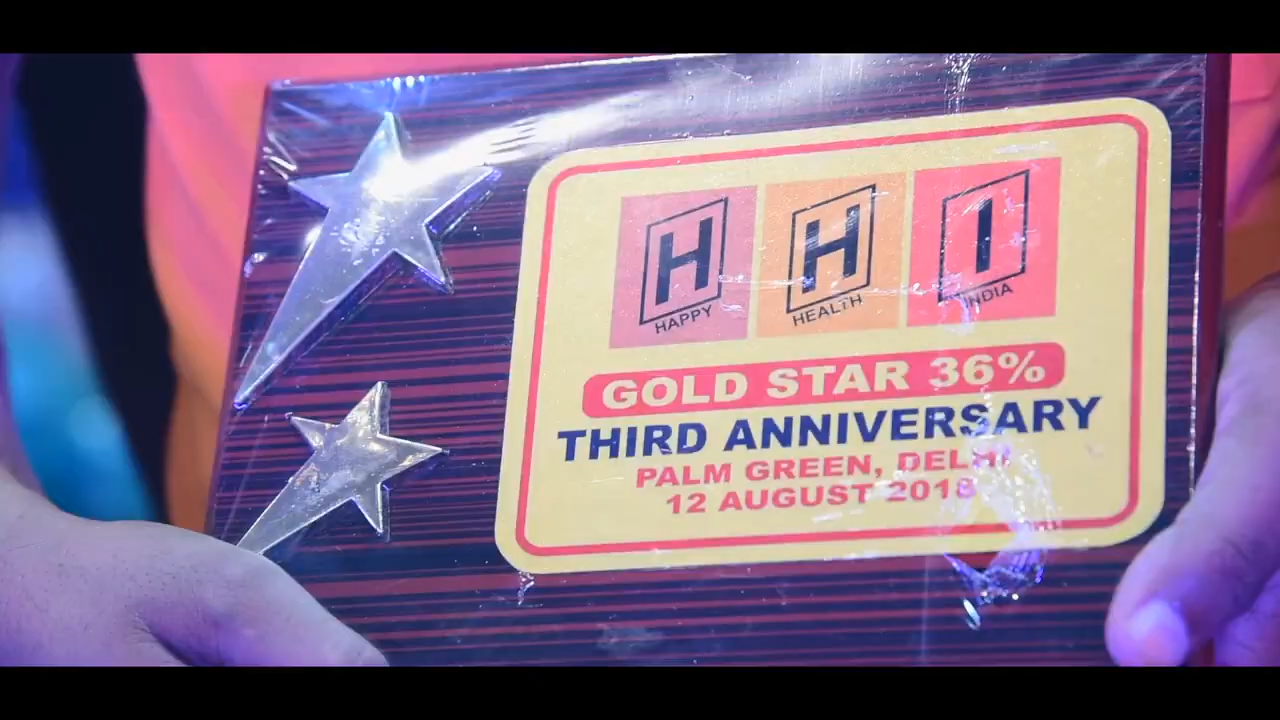 H H I
HAPPY HEALTH INDIA
GOLD STAR 36%
THIRD ANNIVERSARY
PALM GREEN, DELHI
12 AUGUST 2018